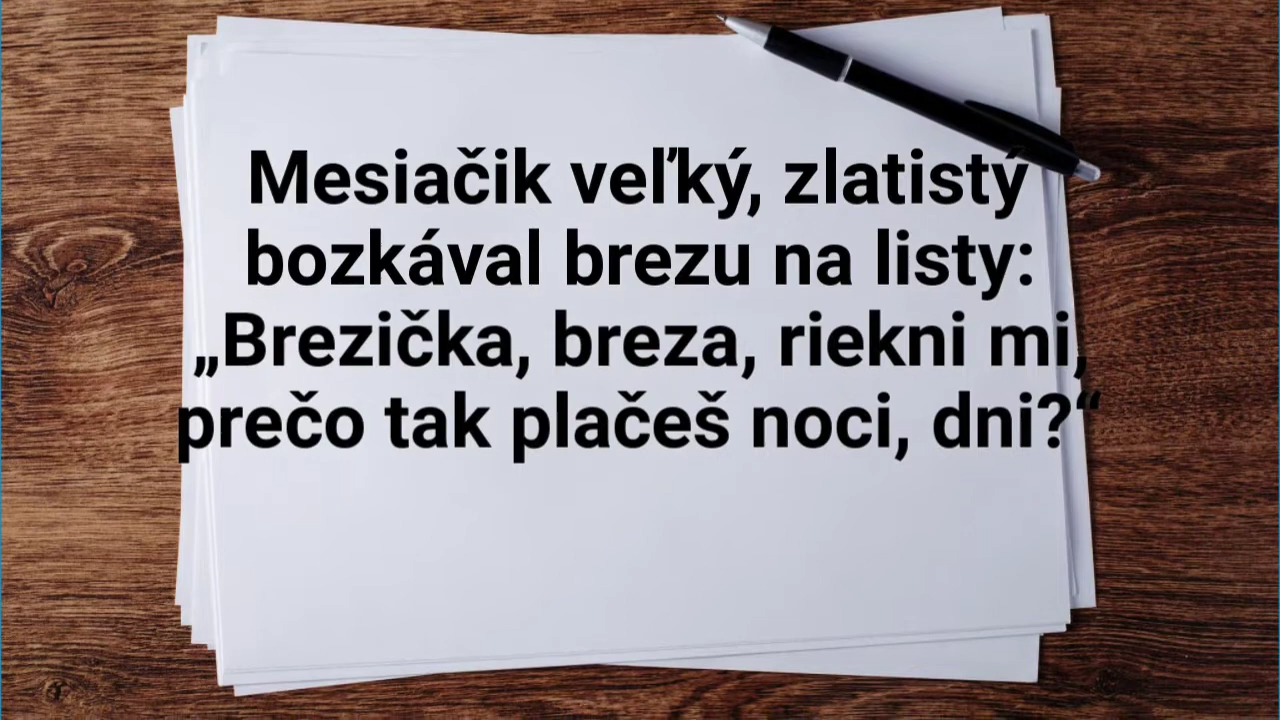 Mesiačik veľký, zlatistý
bozkával brezu na listy:
„Brezička, breza, riekni mi,
prečo tak plačeš noci, dni?“